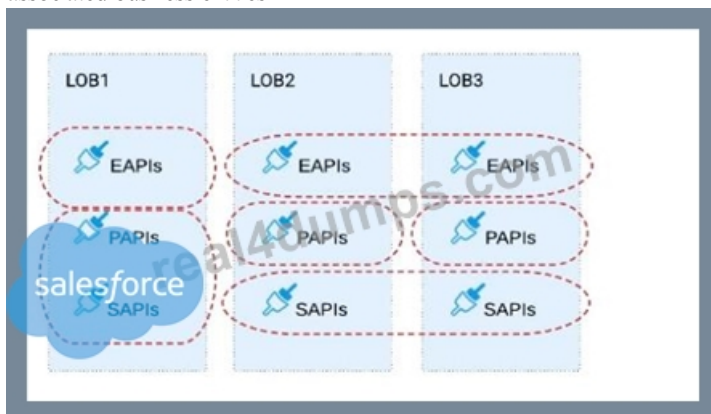 LOB1 LOB2 LOB3
EAPIs EAPIs EAPIs
PAPIs PAPIs PAPIs
salesforce
SAPIs SAPIs SAPIs
real4dumps.com